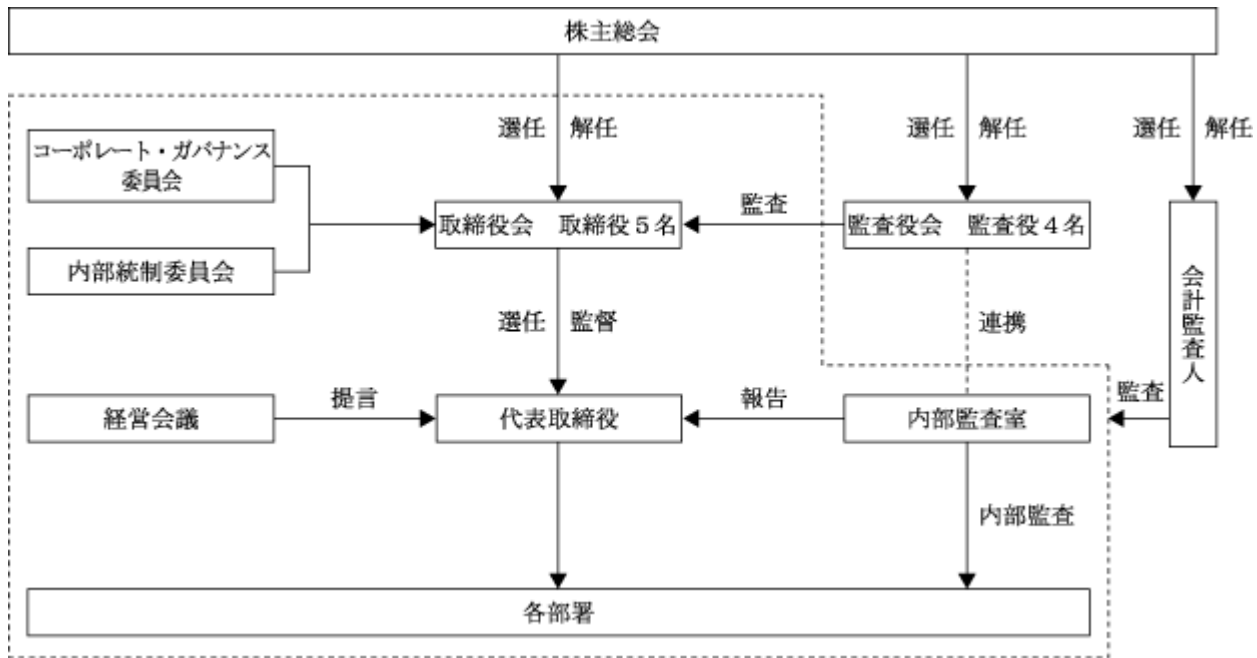 株主総会
選任 解任
選任 解任
選任 解任
コーポレート・ガバナンス
委員会
取締役会 取締役5名
監査
監査役会 監査役4名
内部統制委員会
会計監査人
選任 監督
連携
経営会議
提言
代表取締役
報告
内部監査室
監査
内部監査
各部署